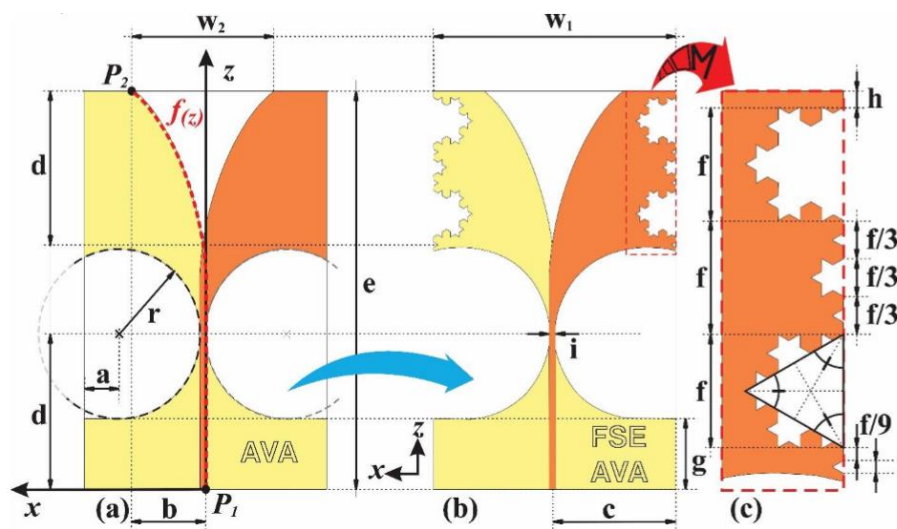 w₂
w₁
z
P₂
f(z)
M
h
d
f
r
e
f/3
f
f/3
a
i
f/3
d
f
f/9
AVA
z
x
FSE
AVA
g
x
(a)
b
P₁
(b)
c
(c)